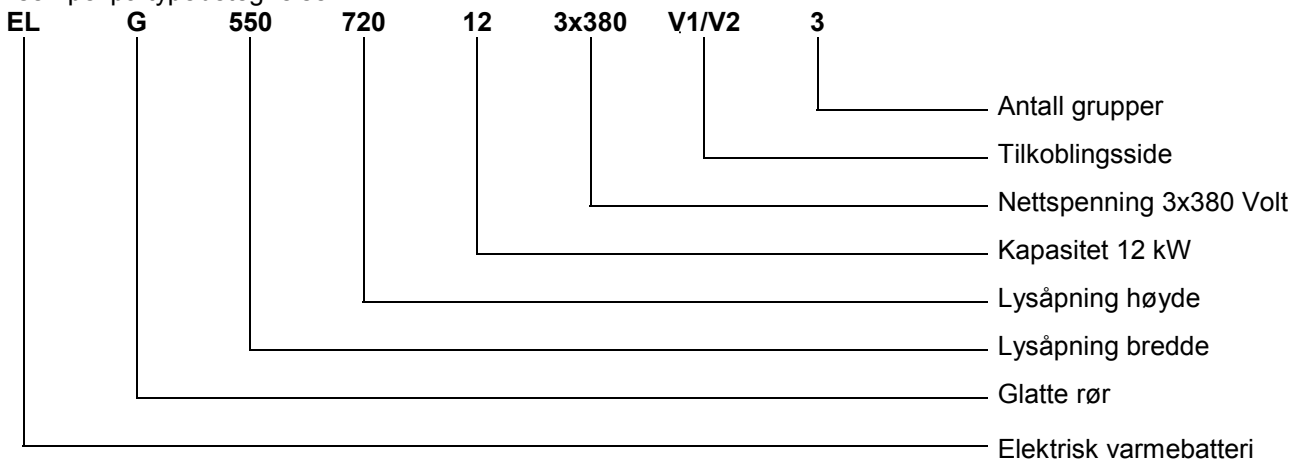 EL G 550 720 12 3x380 V1/V2 3
Antall grupper
Tilkoblingsside
Nettspenning 3x380 Volt
Kapasitet 12 kW
Lysåpning høyde
Lysåpning bredde
Glatte rør
Elektrisk varmebatteri